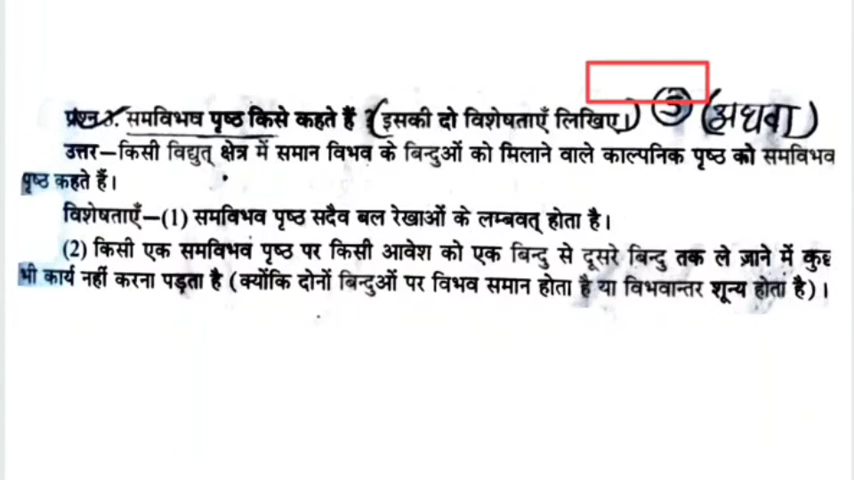 प्रश्न 3. समविभव पृष्ठ किसे कहते हैं ? (इसकी दो विशेषताएँ लिखिए।) (3) (अथवा)
उत्तर–किसी विद्युत् क्षेत्र में समान विभव के बिन्दुओं को मिलाने वाले काल्पनिक पृष्ठ को समविभव
पृष्ठ कहते हैं।
विशेषताएँ–(1) समविभव पृष्ठ सदैव बल रेखाओं के लम्बवत् होता है।
(2) किसी एक समविभव पृष्ठ पर किसी आवेश को एक बिन्दु से दूसरे बिन्दु तक ले जाने में कुछ
भी कार्य नहीं करना पड़ता है (क्योंकि दोनों बिन्दुओं पर विभव समान होता है या विभवान्तर शून्य होता है)।